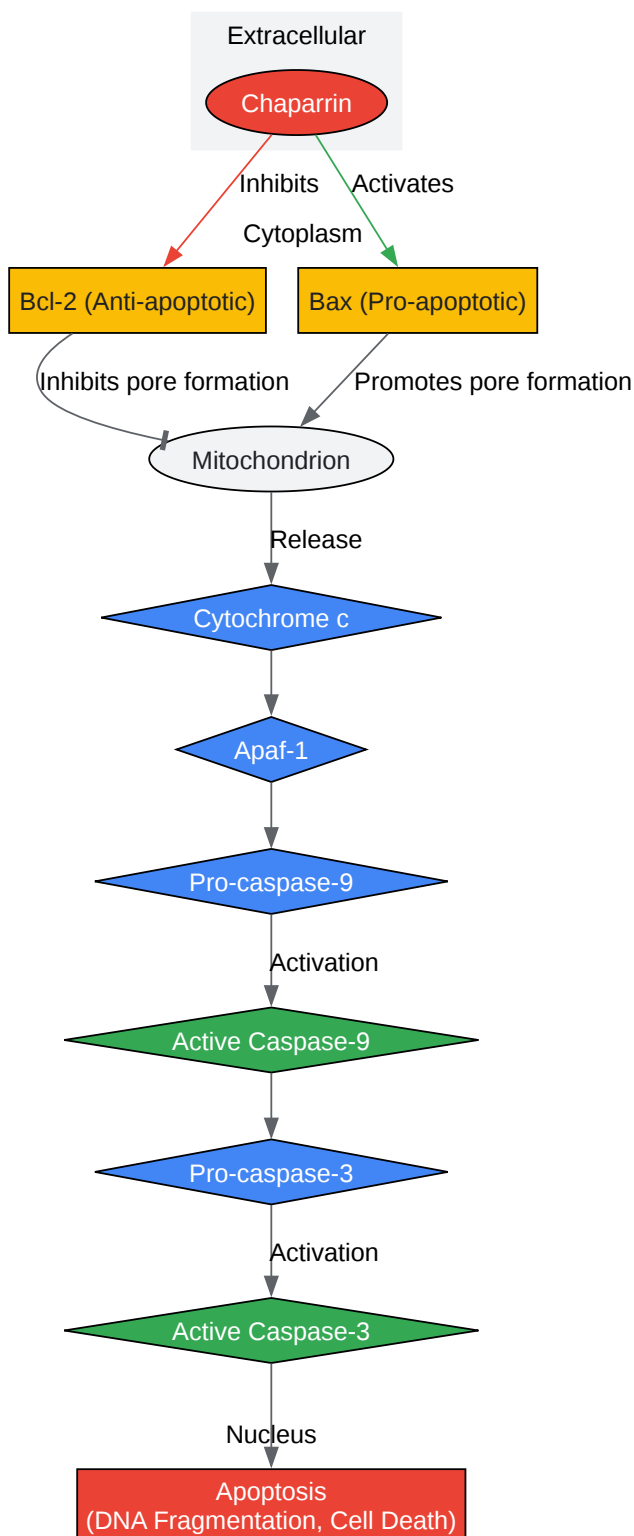 Extracellular
Chaparrin
Inhibits
Activates
Cytoplasm
Bcl-2 (Anti-apoptotic)
Bax (Pro-apoptotic)
Inhibits pore formation
Promotes pore formation
Mitochondrion
Release
Cytochrome c
Apaf-1
Pro-caspase-9
Activation
Active Caspase-9
Pro-caspase-3
Activation
Active Caspase-3
Nucleus
Apoptosis
(DNA Fragmentation, Cell Death)